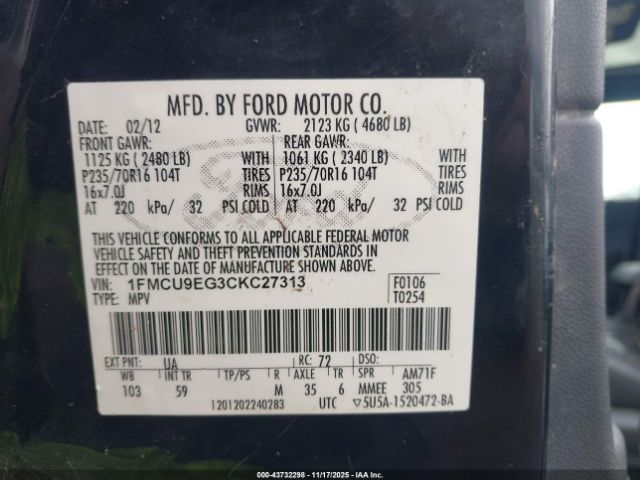 MFD. BY FORD MOTOR CO.
DATE: 02/12 GVWR: 2123 KG ( 4680 LB)
FRONT GAWR: REAR GAWR:
1125 KG ( 2480 LB) WITH 1061 KG ( 2340 LB) WITH
P235/70R16 104T TIRES P235/70R16 104T TIRES
16x7.0J RIMS 16x7.0J RIMS
AT 220 kPa/ 32 PSI COLD AT 220 kPa/ 32 PSI COLD
THIS VEHICLE CONFORMS TO ALL APPLICABLE FEDERAL MOTOR
VEHICLE SAFETY AND THEFT PREVENTION STANDARDS IN
EFFECT ON THE DATE OF MANUFACTURE SHOWN ABOVE.
VIN: 1FMCU9EG3CKC27313 F0106
TYPE: MPV T0254
EXT PNT: UA RC: 72 DSO:
WB INT TR TP/PS R AXLE TR SPR AM71F
103 59 M 35 6 MMEE 305
1201202240283 UTC ▽5U5A-1520472-BA
000-43732298 - 11/17/2025 - IAAI.COM